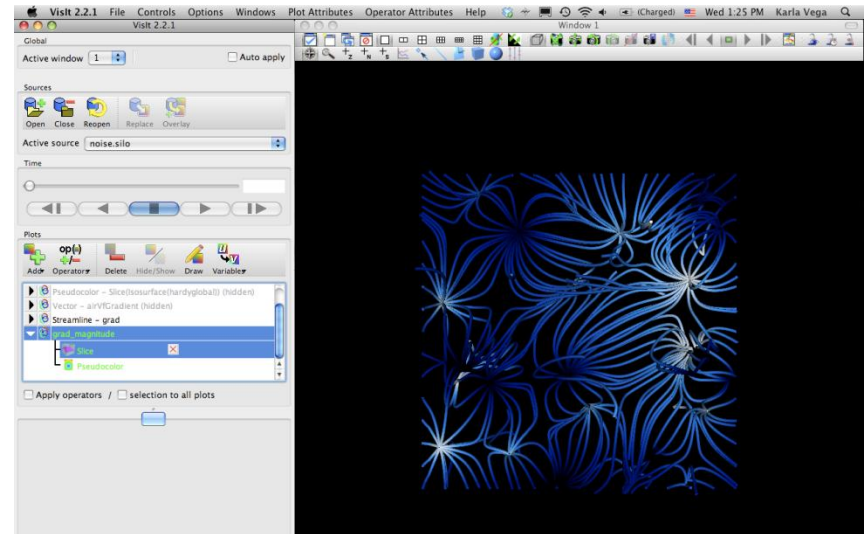 VisIt 2.2.1 File Controls Options Windows Plot Attributes Operator Attributes Help (Charged) Wed 1:25 PM Karla Vega
VisIt 2.2.1
Window 1
Global
Active window 1 Auto apply
Sources
Open Close Reopen Replace Overlay
Active source noise.silo
Time
Plots
Add Operators Delete Hide/Show Draw Variables
Pseudocolor - Slice(Isosurface(hardyglobal)) (hidden)
Vector - airVfGradient (hidden)
Streamline - grad
grad_magnitude
Slice
Pseudocolor
Apply operators / selection to all plots